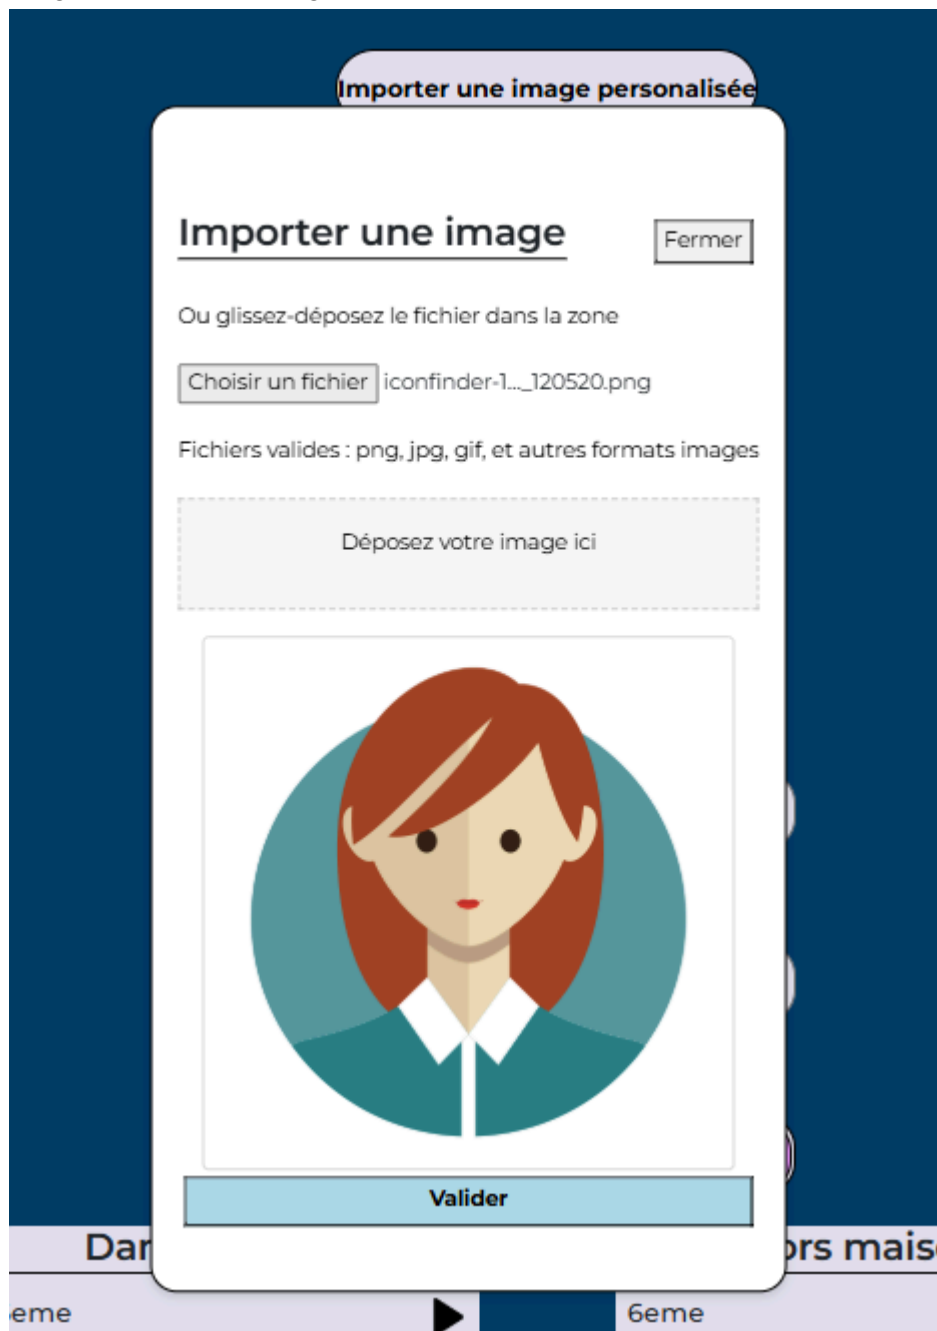 Importer une image personalisée
Importer une image
Fermer
Ou glissez-déposez le fichier dans la zone
Choisir un fichier iconfinder-1..._120520.png
Fichiers valides : png, jpg, gif, et autres formats images
Déposez votre image ici
Valider
6eme